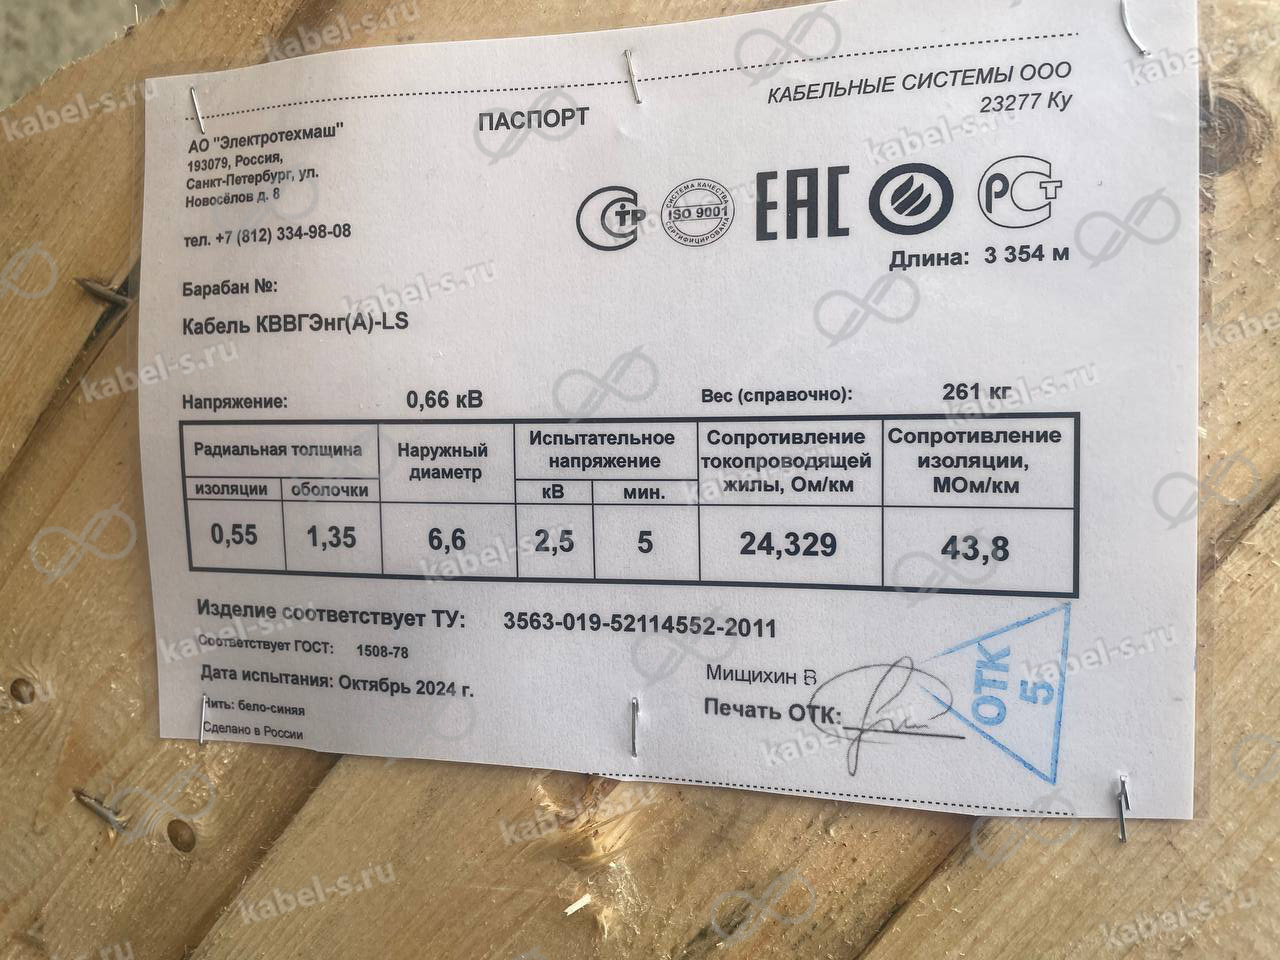 КАБЕЛЬНЫЕ СИСТЕМЫ ООО
23277 Ку
ПАСПОРТ
АО "Электротехмаш"
193079, Россия,
Санкт-Петербург, ул.
Новосёлов д. 8
тел. +7 (812) 334-98-08
СИСТЕМА КАЧЕСТВА
ISO 9001
СЕРТИФИЦИРОВАНА
ЕАС
РСТ
Длина: 3 354 м
Барабан №:
Кабель КВВГЭнг(А)-LS
Напряжение: 0,66 кВ
Вес (справочно): 261 кг
Радиальная толщина
изоляции оболочки
Наружный
диаметр
Испытательное
напряжение
кВ мин.
Сопротивление
токопроводящей
жилы, Ом/км
Сопротивление
изоляции,
МОм/км
0,55 1,35 6,6 2,5 5 24,329 43,8
Изделие соответствует ТУ: 3563-019-52114552-2011
Соответствует ГОСТ: 1508-78
Дата испытания: Октябрь 2024 г.
Нить: бело-синяя
Сделано в России
Мищихин В
Печать ОТК:
ОТК
5
kabel-s.ru